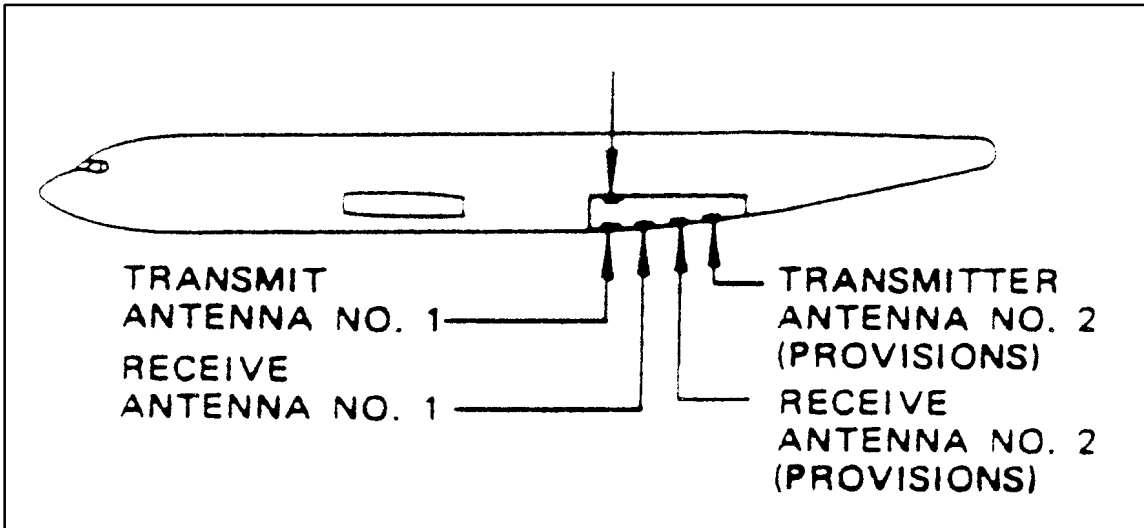 TRANSMIT
ANTENNA NO. 1
RECEIVE
ANTENNA NO. 1
TRANSMITTER
ANTENNA NO. 2
(PROVISIONS)
RECEIVE
ANTENNA NO. 2
(PROVISIONS)